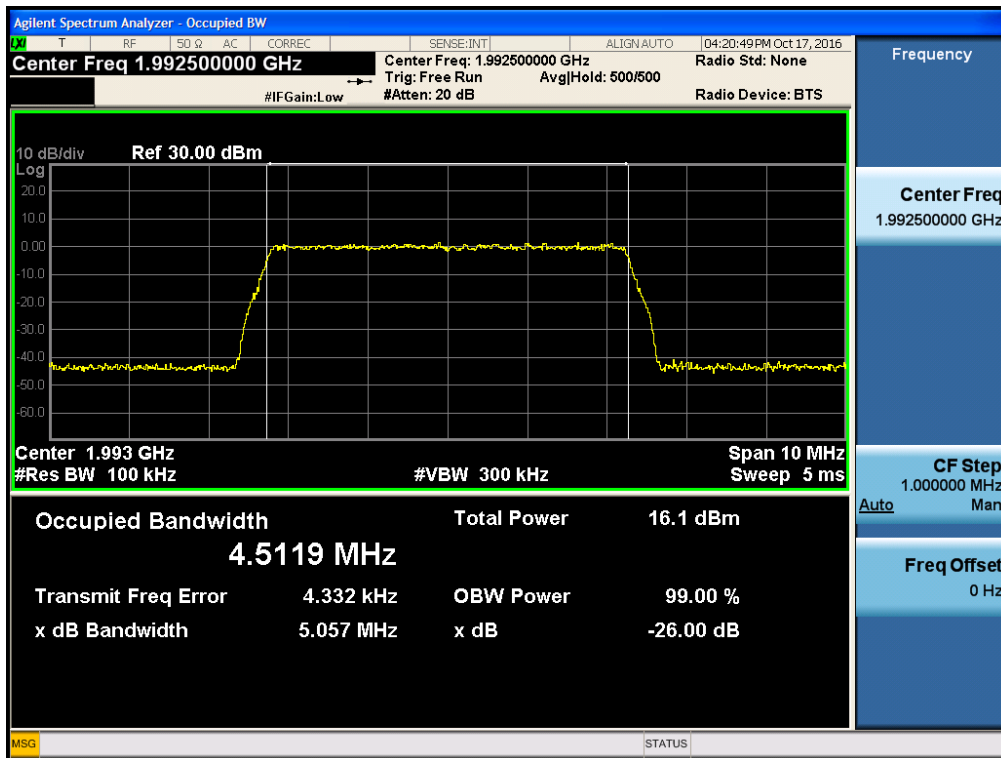 Agilent Spectrum Analyzer - Occupied BW
LXI T RF 50 Ω AC CORREC SENSE:INT ALIGN AUTO 04:20:49 PM Oct 17, 2016
Center Freq 1.992500000 GHz Center Freq: 1.992500000 GHz Radio Std: None
Trig: Free Run Avg|Hold: 500/500
#IFGain:Low #Atten: 20 dB Radio Device: BTS
10 dB/div Ref 30.00 dBm
Log
20.0
10.0
0.00
-10.0
-20.0
-30.0
-40.0
-50.0
-60.0
Center 1.993 GHz Span 10 MHz
#Res BW 100 kHz #VBW 300 kHz Sweep 5 ms
Occupied Bandwidth Total Power 16.1 dBm
4.5119 MHz
Transmit Freq Error 4.332 kHz OBW Power 99.00 %
x dB Bandwidth 5.057 MHz x dB -26.00 dB
MSG STATUS
Frequency
Center Freq
1.992500000 GHz
CF Step
1.000000 MHz
Auto Man
Freq Offset
0 Hz